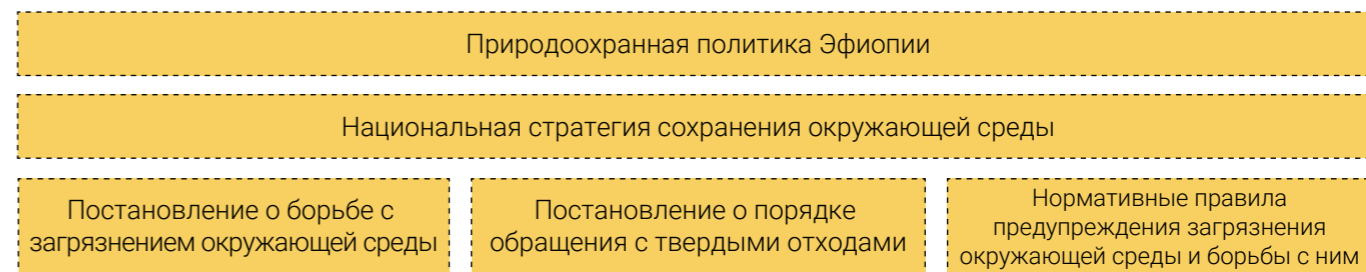 Природоохранная политика Эфиопии
Национальная стратегия сохранения окружающей среды
Постановление о борьбе с
загрязнением окружающей среды
Постановление о порядке
обращения с твердыми отходами
Нормативные правила
предупреждения загрязнения
окружающей среды и борьбы с ним